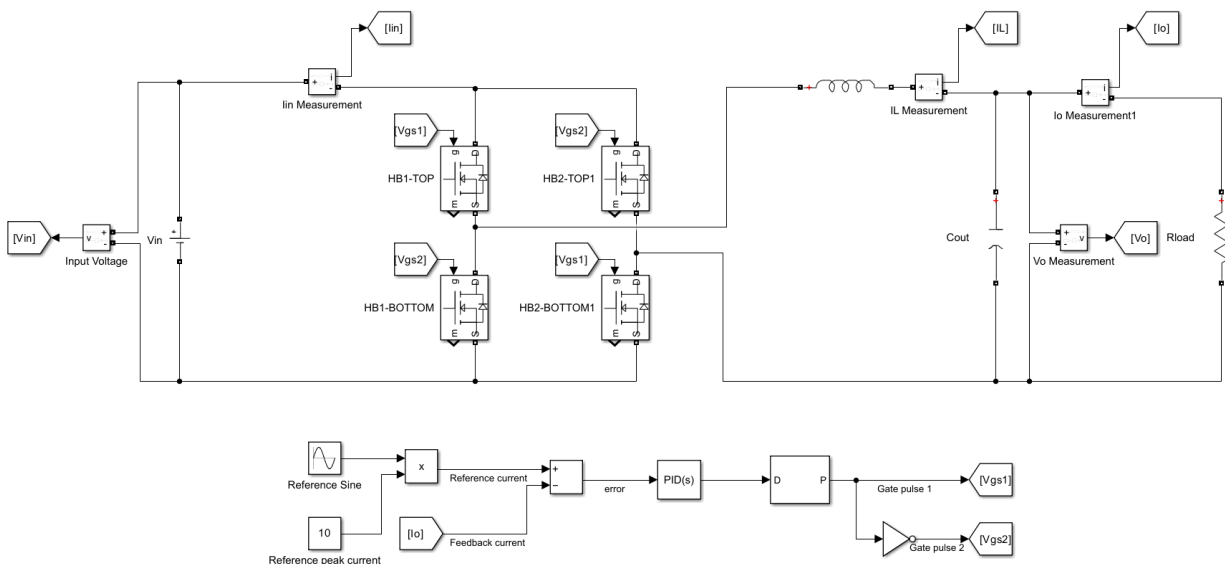 [Iin]
[IL]
[Io]
i
+
-
Iin Measurement
i
+
-
IL Measurement
i
+
-
Io Measurement1
[Vgs1]
g
D
m
S
HB1-TOP
[Vgs2]
g
D
m
S
HB2-TOP1
[Vin]
v
+
-
Input Voltage
Vin
+
[Vgs2]
g
D
m
S
HB1-BOTTOM
[Vgs1]
g
D
m
S
HB2-BOTTOM1
+
+
Cout
+
-
v
Vo Measurement
[Vo]
Rload
+
Reference Sine
x
Reference current
+
−
error
PID(s)
D
P
Gate pulse 1
[Vgs1]
10
Reference peak current
[Io]
Feedback current
Gate pulse 2
[Vgs2]